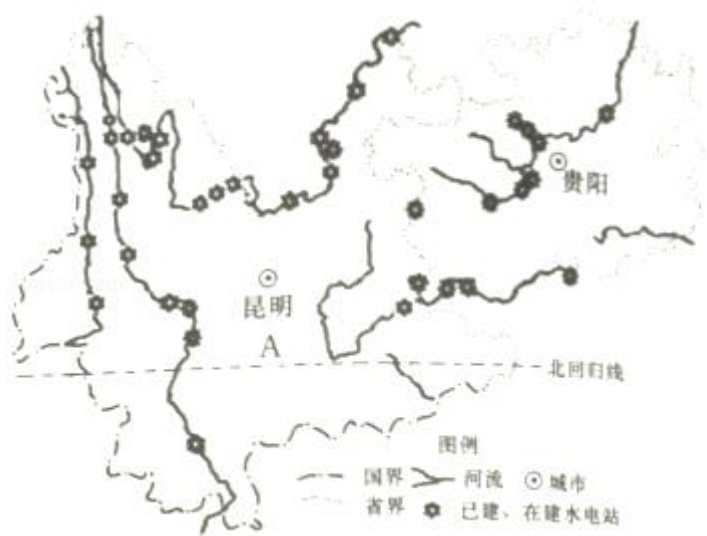 贵阳
昆明
A
北回归线
图例
国界 河流 城市
省界 已建、在建水电站